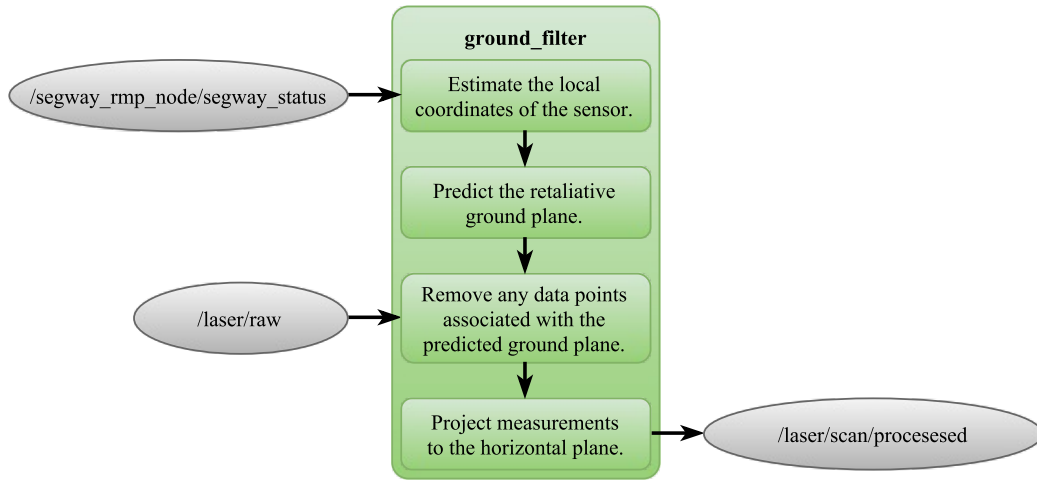 ground_filter
/segway_rmp_node/segway_status
Estimate the local
coordinates of the sensor.
Predict the retaliative
ground plane.
/laser/raw
Remove any data points
associated with the
predicted ground plane.
Project measurements
to the horizontal plane.
/laser/scan/procesesed